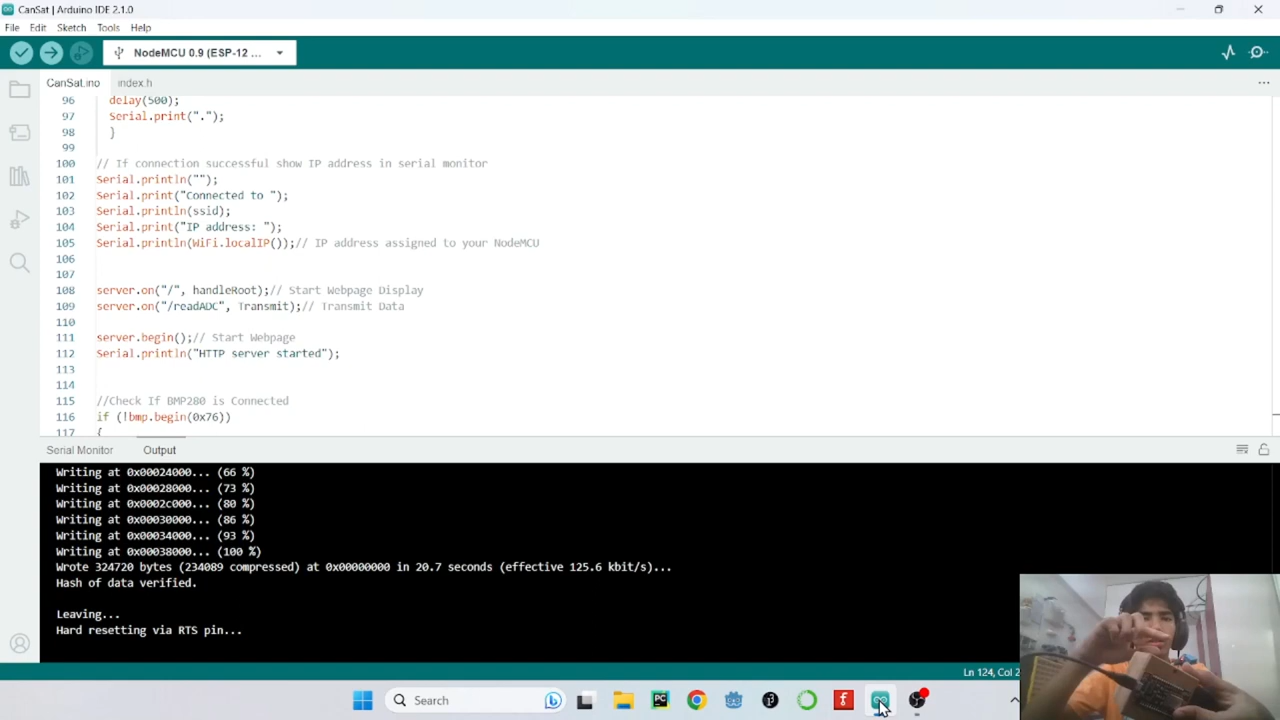 CanSat | Arduino IDE 2.1.0
File Edit Sketch Tools Help
NodeMCU 0.9 (ESP-12 ...
CanSat.ino index.h
96 delay(500);
97 Serial.print(".");
98 }
99
100 // If connection successful show IP address in serial monitor
101 Serial.println("");
102 Serial.print("Connected to ");
103 Serial.println(ssid);
104 Serial.print("IP address: ");
105 Serial.println(WiFi.localIP());// IP address assigned to your NodeMCU
106
107
108 server.on("/", handleRoot);// Start Webpage Display
109 server.on("/readADC", Transmit);// Transmit Data
110
111 server.begin();// Start Webpage
112 Serial.println("HTTP server started");
113
114
115 //Check If BMP280 is Connected
116 if (!bmp.begin(0x76))
117 {
Serial Monitor Output
Writing at 0x00024000... (66 %)
Writing at 0x00028000... (73 %)
Writing at 0x0002c000... (80 %)
Writing at 0x00030000... (86 %)
Writing at 0x00034000... (93 %)
Writing at 0x00038000... (100 %)
Wrote 324720 bytes (234089 compressed) at 0x00000000 in 20.7 seconds (effective 125.6 kbit/s)...
Hash of data verified.
Leaving...
Hard resetting via RTS pin...
Ln 124, Col 2
Search